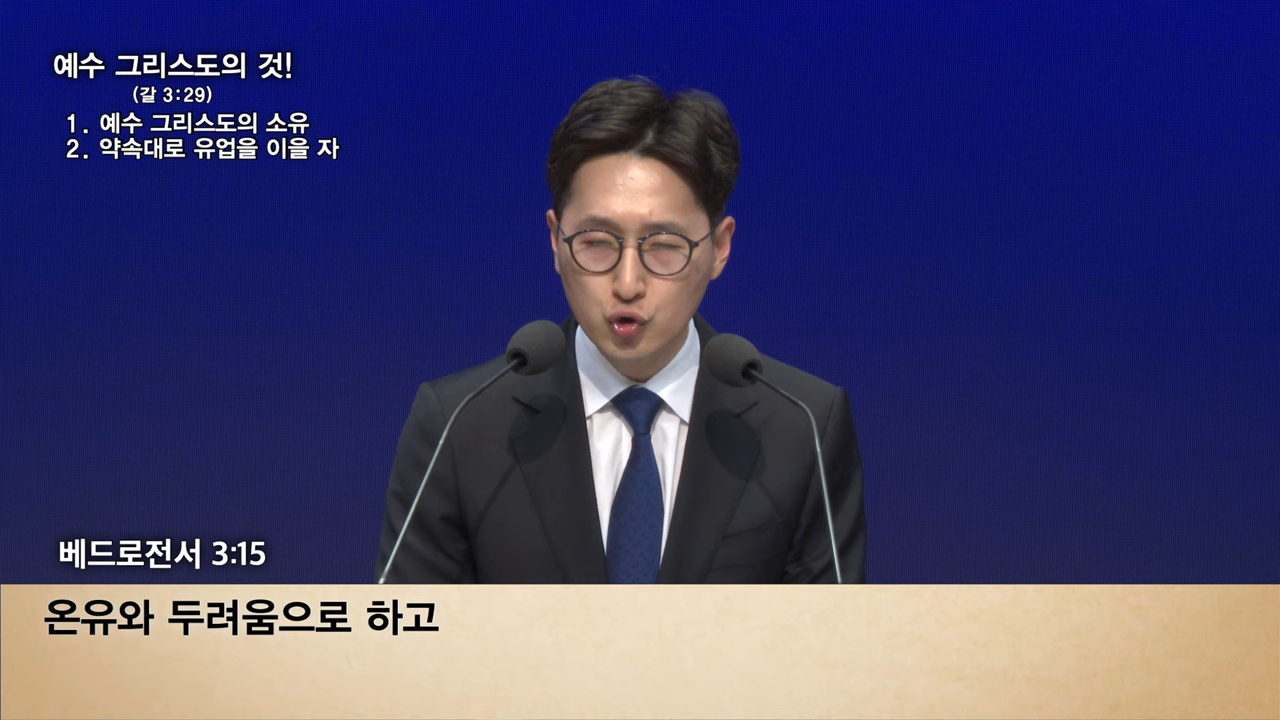 예수 그리스도의 것!
(갈 3:29)
1. 예수 그리스도의 소유
2. 약속대로 유업을 이을 자
베드로전서 3:15
온유와 두려움으로 하고